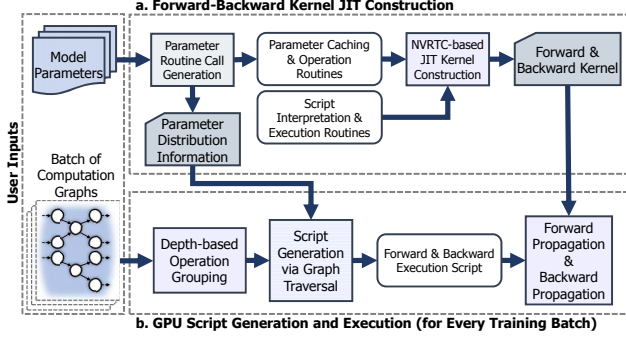 a. Forward-Backward Kernel JIT Construction
User Inputs
Model
Parameters
Parameter
Routine Call
Generation
Parameter Caching
& Operation
Routines
NVRTC-based
JIT Kernel
Construction
Forward &
Backward Kernel
Script
Interpretation &
Execution Routines
Parameter
Distribution
Information
Batch of
Computation
Graphs
Depth-based
Operation
Grouping
Script
Generation
via Graph
Traversal
Forward & Backward
Execution Script
Forward
Propagation
&
Backward
Propagation
b. GPU Script Generation and Execution (for Every Training Batch)